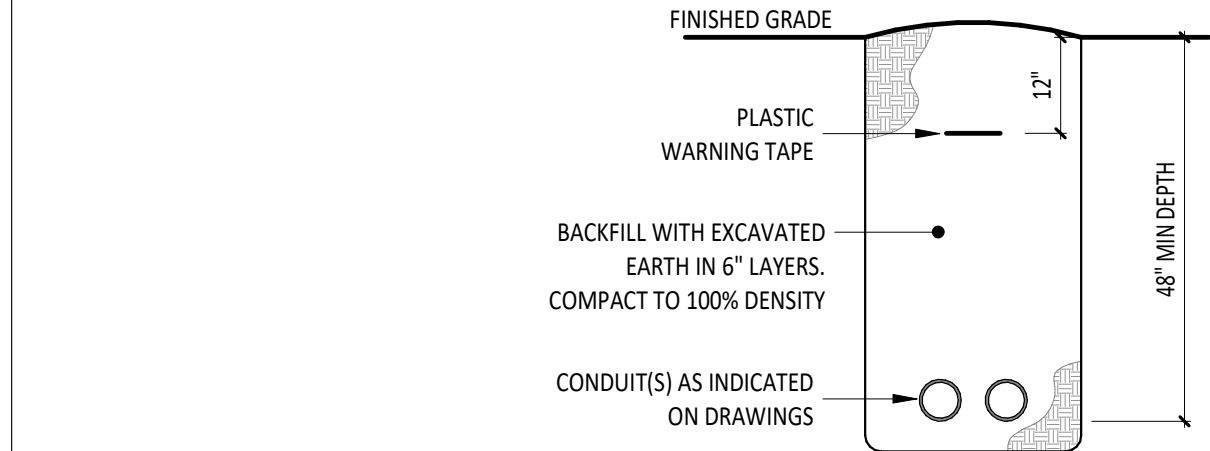 FINISHED GRADE
12"
PLASTIC
WARNING TAPE
48" MIN DEPTH
BACKFILL WITH EXCAVATED
EARTH IN 6" LAYERS.
COMPACT TO 100% DENSITY
CONDUIT(S) AS INDICATED
ON DRAWINGS